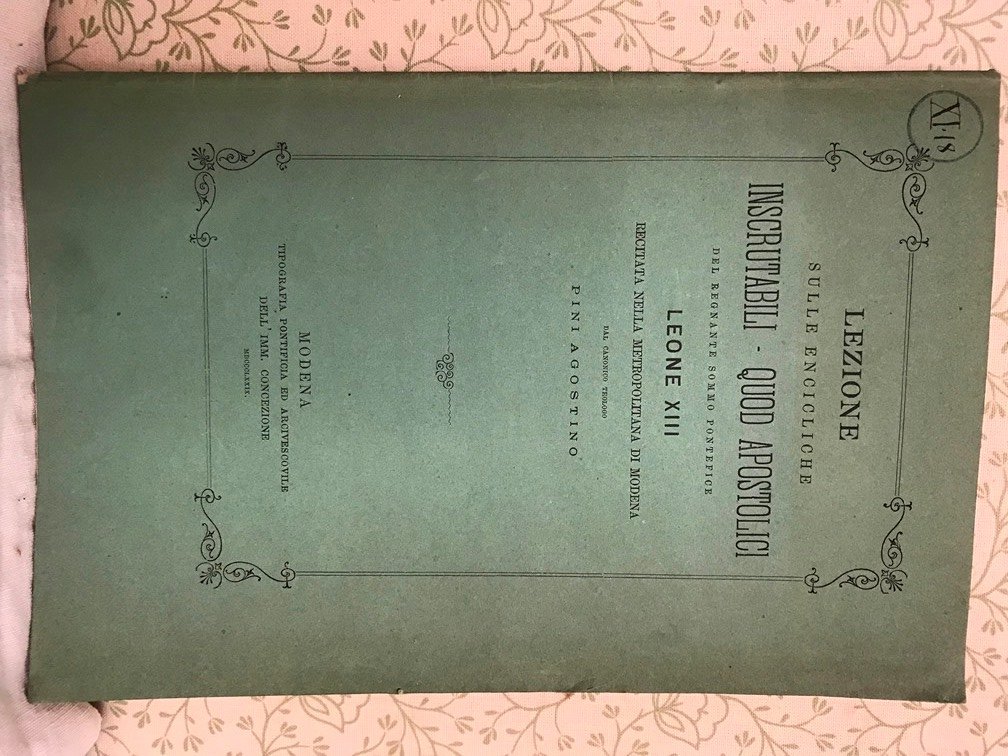 XI·18
LEZIONE
SULLE ENCICLICHE
INSCRUTABILI - QUOD APOSTOLICI
DEL REGNANTE SOMMO PONTEFICE
LEONE XIII
RECITATA NELLA METROPOLITANA DI MODENA
DAL CANONICO TEOLOGO
PINI AGOSTINO
MODENA
TIPOGRAFIA PONTIFICIA ED ARCIVESCOVILE
DELL'IMM. CONCEZIONE
MDCCCLXXIX.